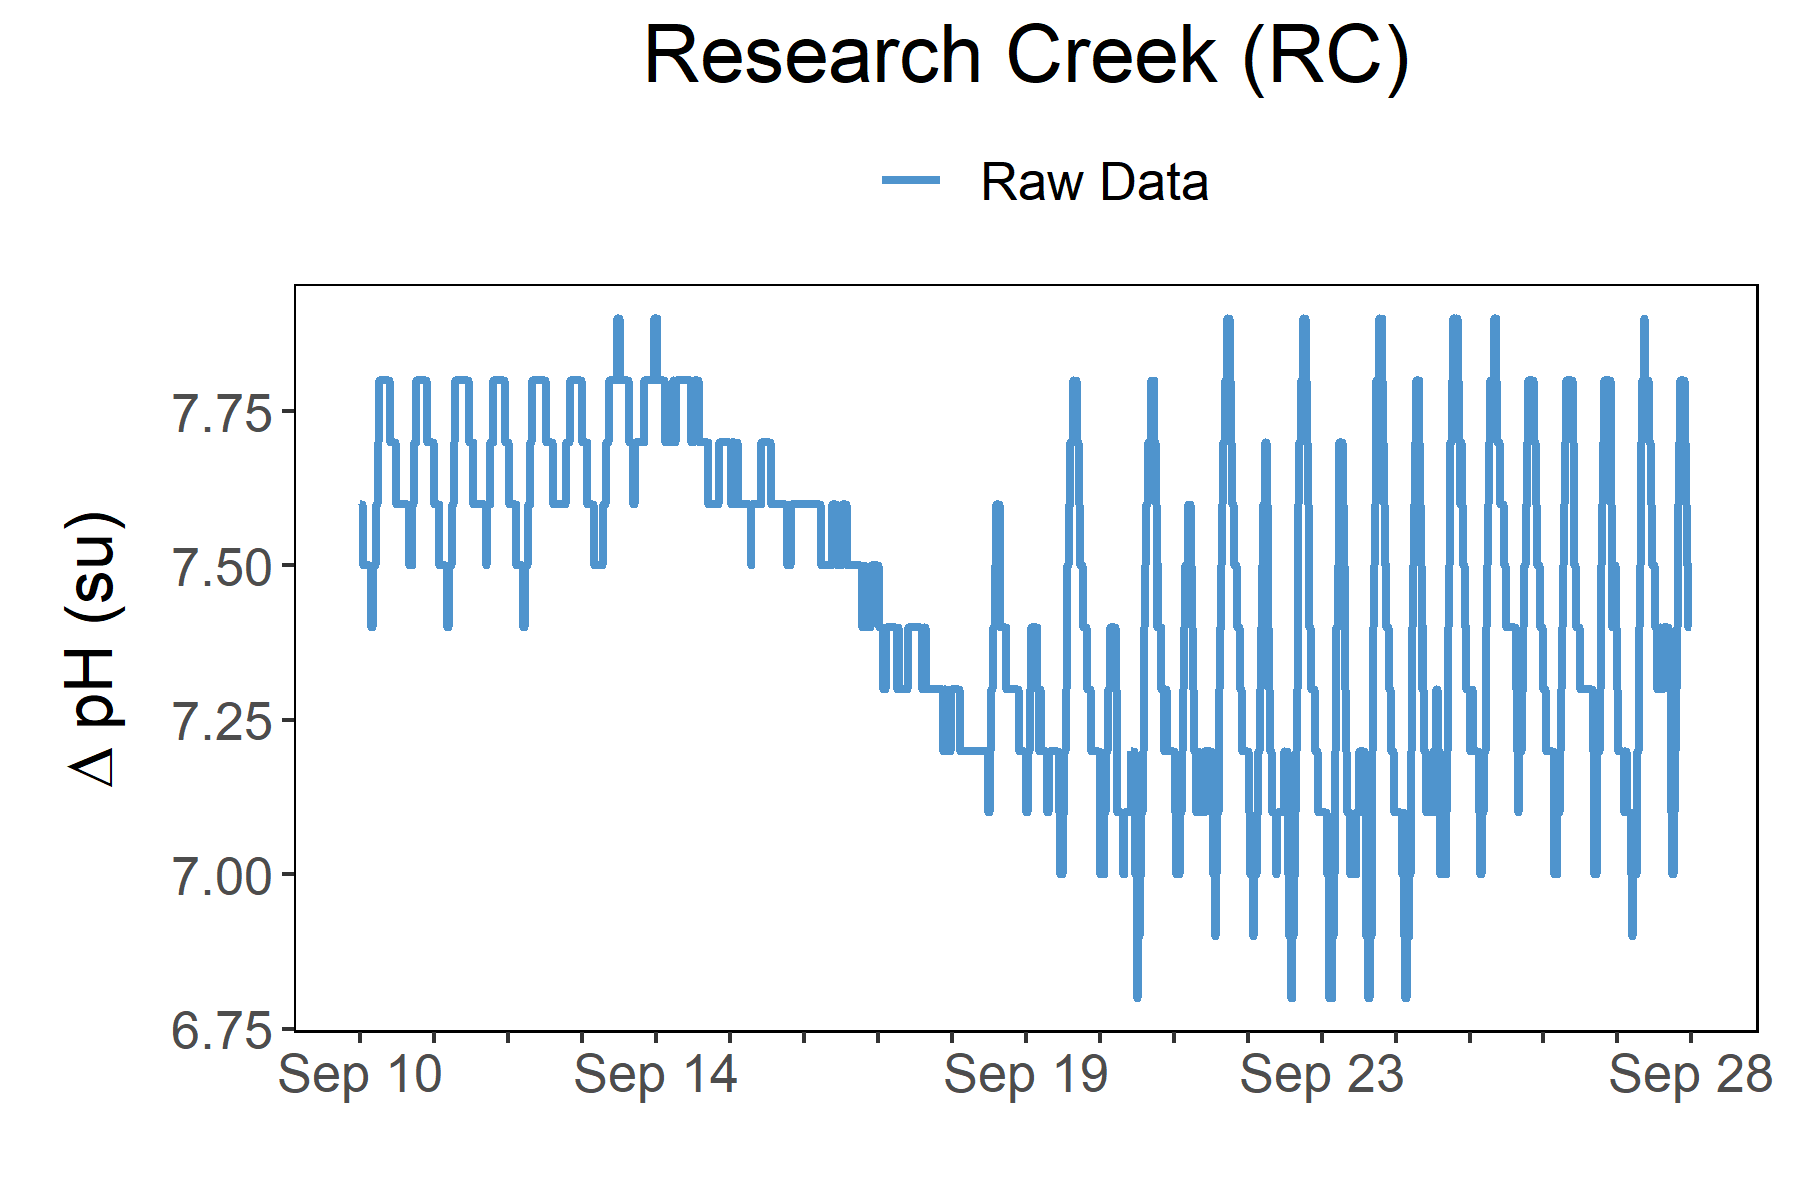 Research Creek (RC)
Raw Data
Δ pH (su)
7.75
7.50
7.25
7.00
6.75
Sep 10 Sep 14 Sep 19 Sep 23 Sep 28